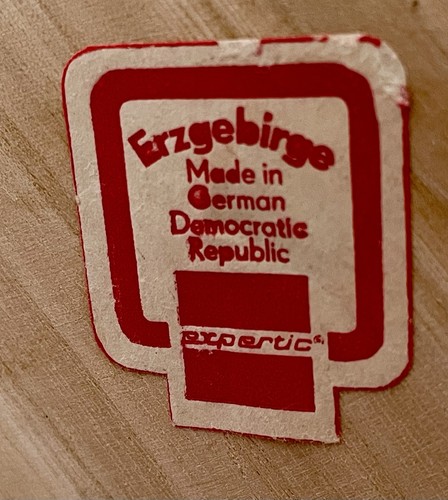 Erzgebirge
Made in
German
Democratic
Republic
expertic®